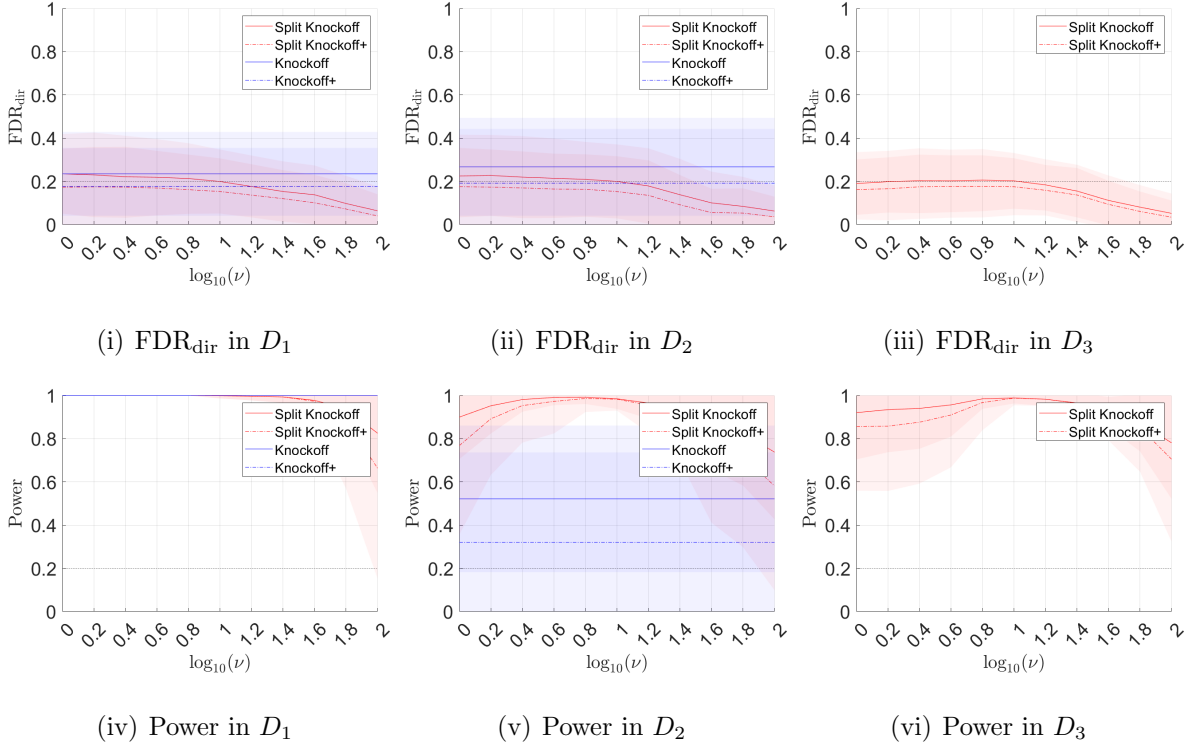 1
0.8
0.6
0.4
0.2
0
FDR_dir
0 0.2 0.4 0.6 0.8 1 1.2 1.4 1.6 1.8 2
log₁₀(ν)
Split Knockoff
Split Knockoff+
Knockoff
Knockoff+
(i) FDR_dir in D₁
1
0.8
0.6
0.4
0.2
0
FDR_dir
0 0.2 0.4 0.6 0.8 1 1.2 1.4 1.6 1.8 2
log₁₀(ν)
Split Knockoff
Split Knockoff+
Knockoff
Knockoff+
(ii) FDR_dir in D₂
1
0.8
0.6
0.4
0.2
0
FDR_dir
0 0.2 0.4 0.6 0.8 1 1.2 1.4 1.6 1.8 2
log₁₀(ν)
Split Knockoff
Split Knockoff+
(iii) FDR_dir in D₃
1
0.8
0.6
0.4
0.2
0
Power
0 0.2 0.4 0.6 0.8 1 1.2 1.4 1.6 1.8 2
log₁₀(ν)
Split Knockoff
Split Knockoff+
Knockoff
Knockoff+
(iv) Power in D₁
1
0.8
0.6
0.4
0.2
0
Power
0 0.2 0.4 0.6 0.8 1 1.2 1.4 1.6 1.8 2
log₁₀(ν)
Split Knockoff
Split Knockoff+
Knockoff
Knockoff+
(v) Power in D₂
1
0.8
0.6
0.4
0.2
0
Power
0 0.2 0.4 0.6 0.8 1 1.2 1.4 1.6 1.8 2
log₁₀(ν)
Split Knockoff
Split Knockoff+
(vi) Power in D₃